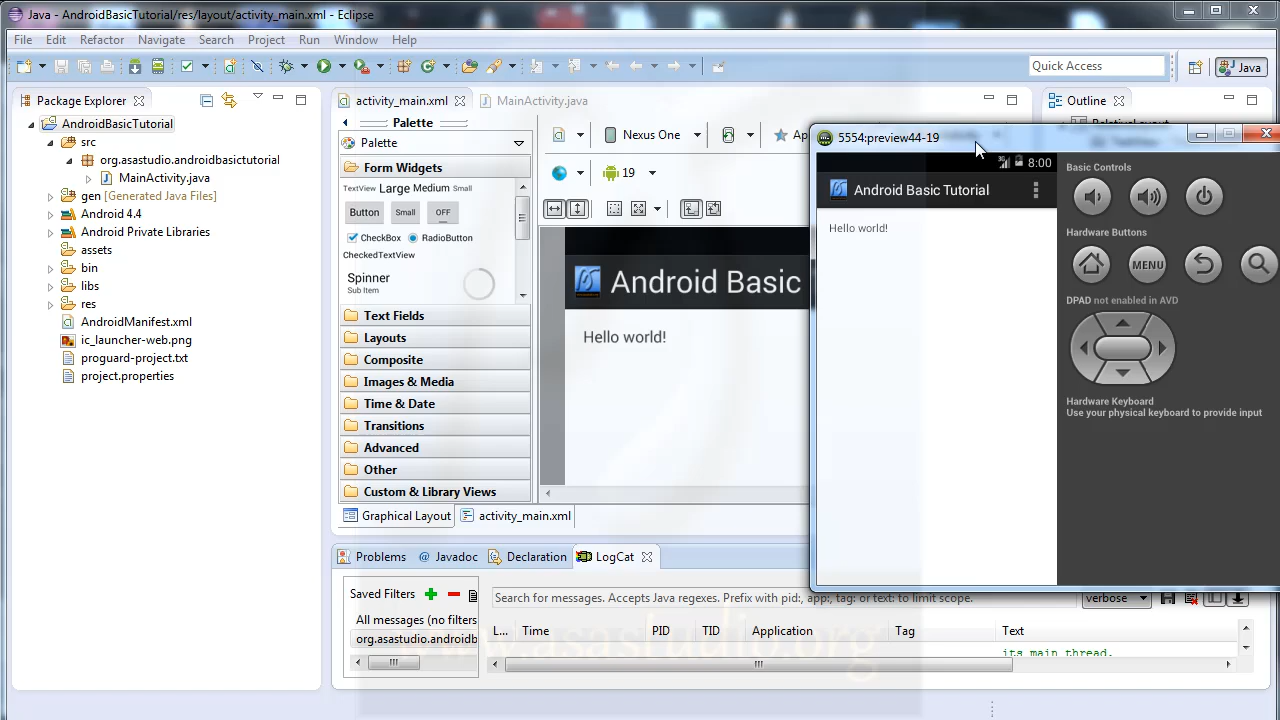 Java - AndroidBasicTutorial/res/layout/activity_main.xml - Eclipse
File Edit Refactor Navigate Search Project Run Window Help
Quick Access
Java
Package Explorer
AndroidBasicTutorial
src
org.asastudio.androidbasictutorial
MainActivity.java
gen [Generated Java Files]
Android 4.4
Android Private Libraries
assets
bin
libs
res
AndroidManifest.xml
ic_launcher-web.png
proguard-project.txt
project.properties
activity_main.xml
MainActivity.java
Palette
Palette
Form Widgets
TextView Large Medium Small
Button Small OFF
CheckBox RadioButton
CheckedTextView
Spinner
Sub Item
Text Fields
Layouts
Composite
Images & Media
Time & Date
Transitions
Advanced
Other
Custom & Library Views
Graphical Layout activity_main.xml
Nexus One
19
Android Basic
Hello world!
Outline
RelativeLayout
5554:preview44-19
3G 8:00
Android Basic Tutorial
Hello world!
Basic Controls
Hardware Buttons
MENU
DPAD not enabled in AVD
Hardware Keyboard
Use your physical keyboard to provide input
Problems @ Javadoc Declaration LogCat
Saved Filters
All messages (no filters
org.asastudio.androidb
Search for messages. Accepts Java regexes. Prefix with pid:, app:, tag: or text: to limit scope.
verbose
L... Time PID TID Application Tag Text
its main thread.
www.asastudio.org